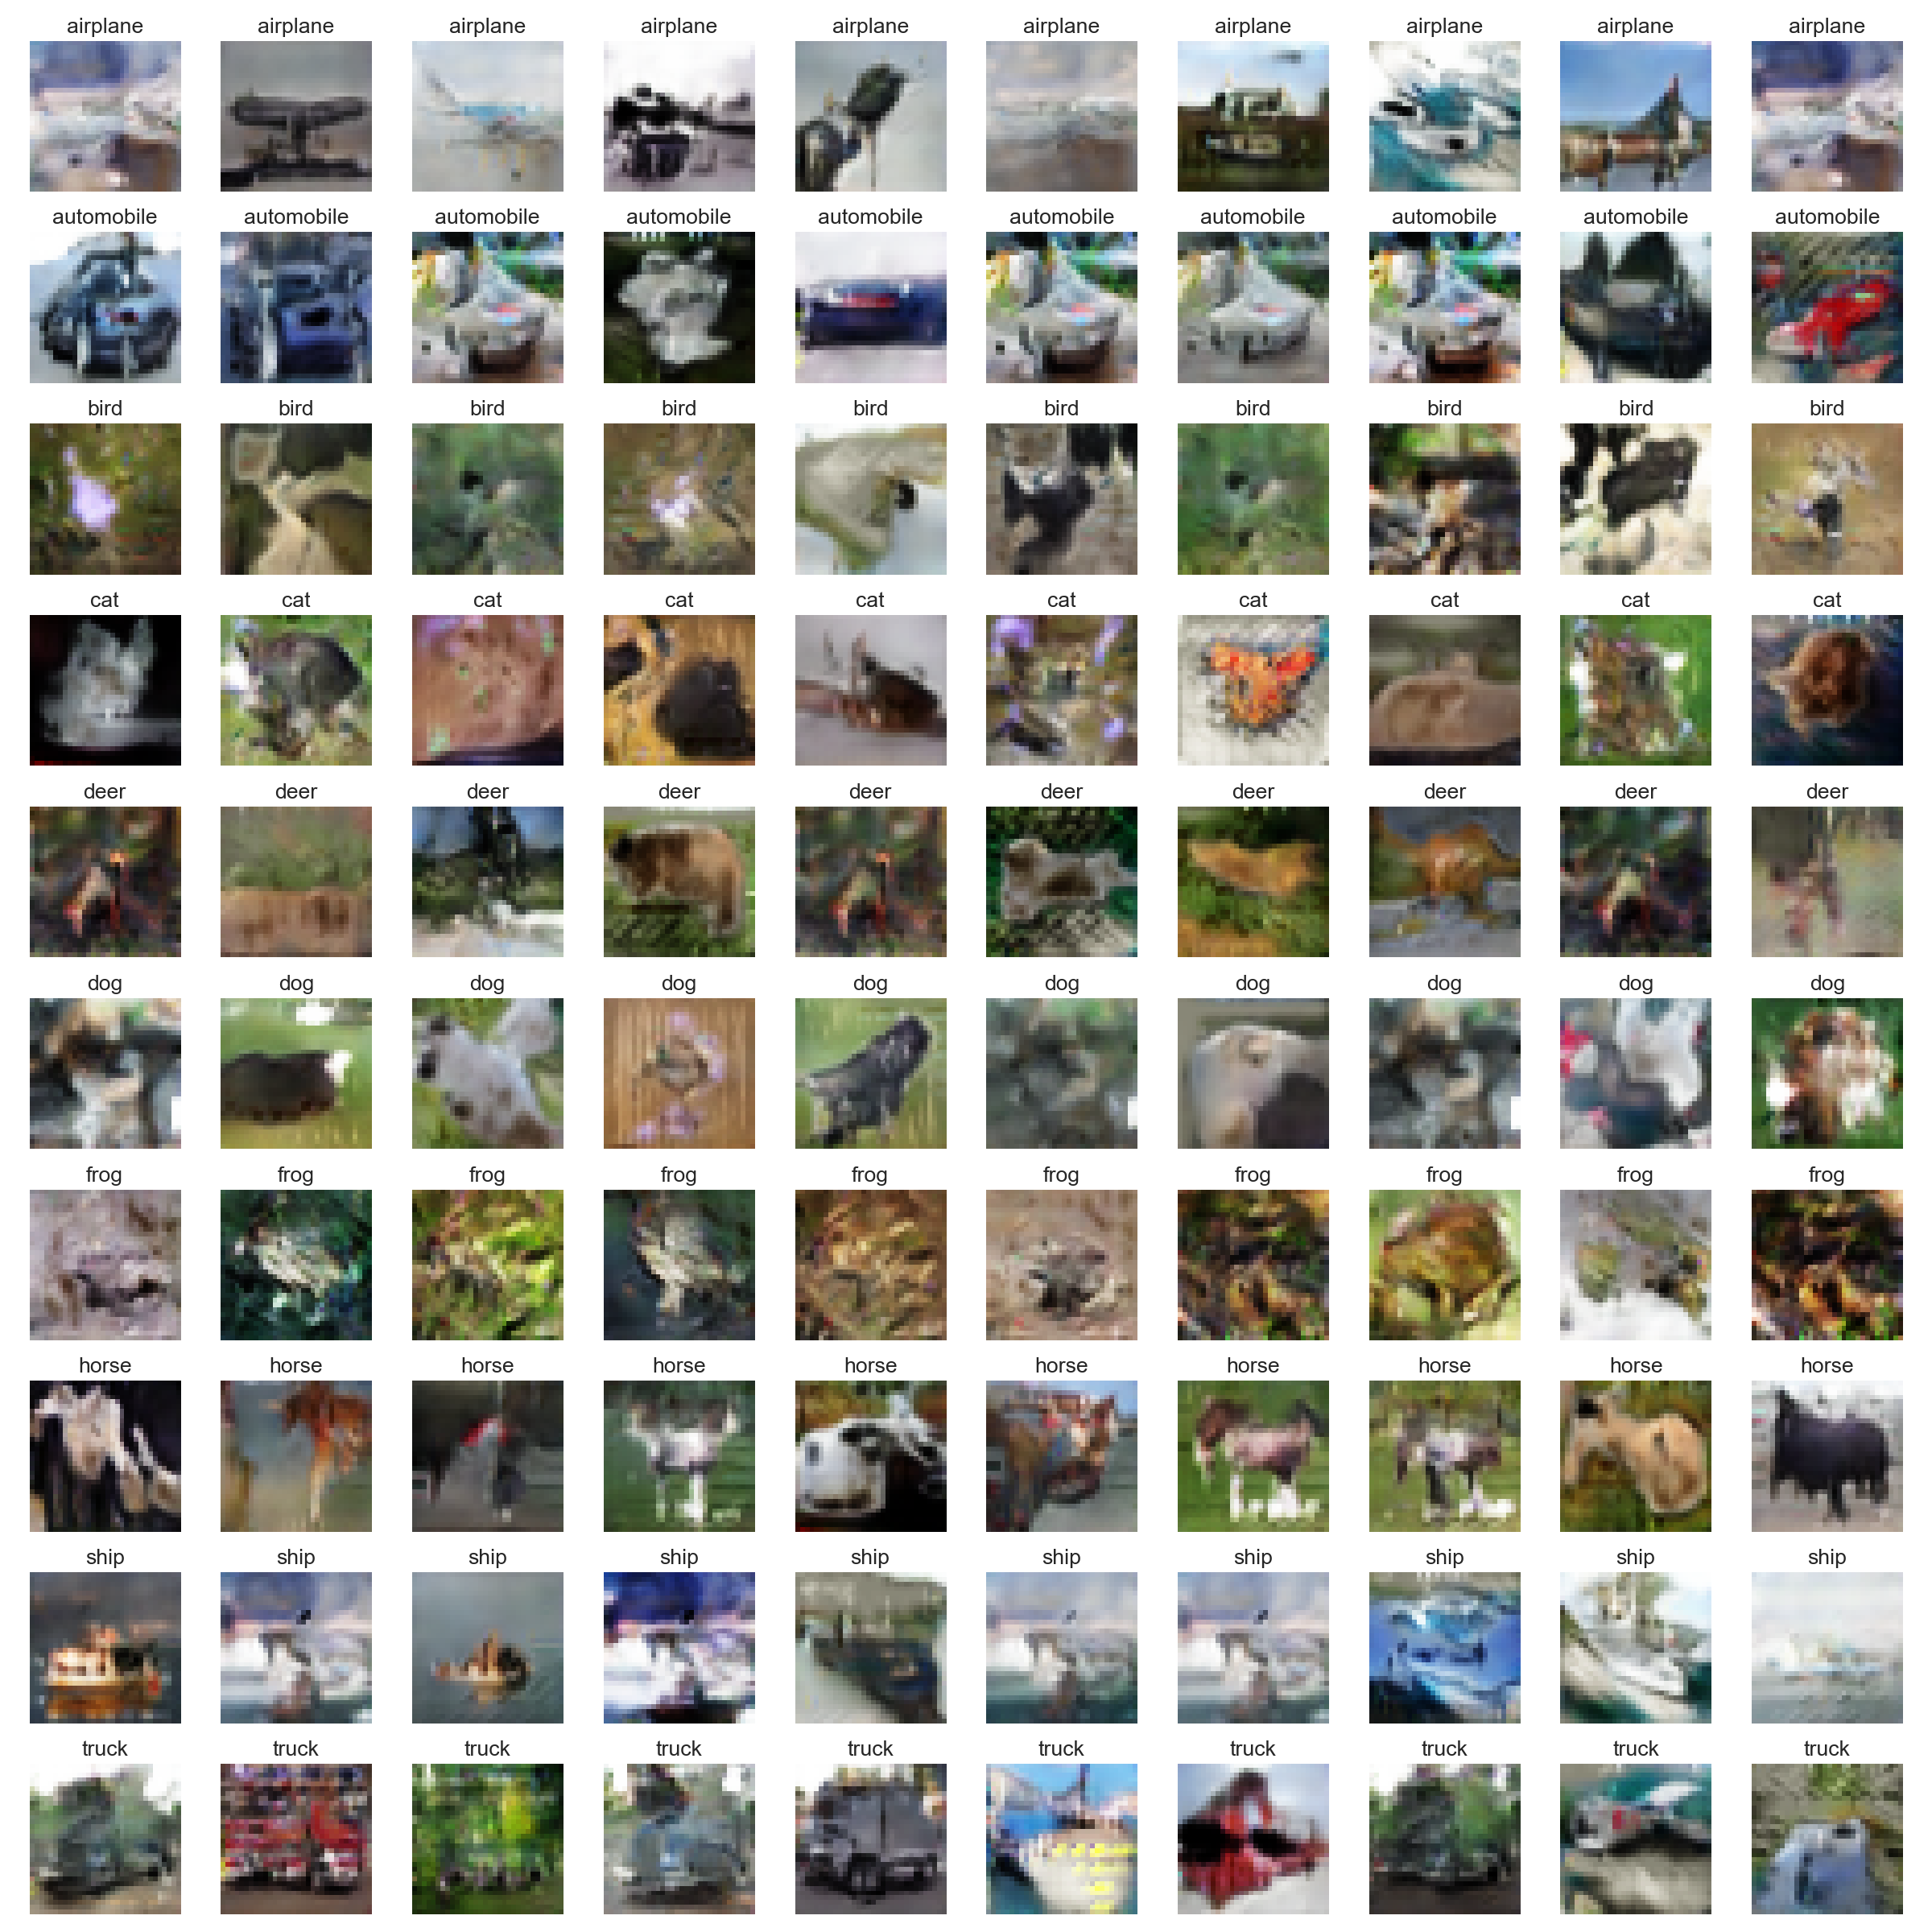 airplane airplane airplane airplane airplane airplane airplane airplane airplane airplane
automobile automobile automobile automobile automobile automobile automobile automobile automobile automobile
bird bird bird bird bird bird bird bird bird bird
cat cat cat cat cat cat cat cat cat cat
deer deer deer deer deer deer deer deer deer deer
dog dog dog dog dog dog dog dog dog dog
frog frog frog frog frog frog frog frog frog frog
horse horse horse horse horse horse horse horse horse horse
ship ship ship ship ship ship ship ship ship ship
truck truck truck truck truck truck truck truck truck truck